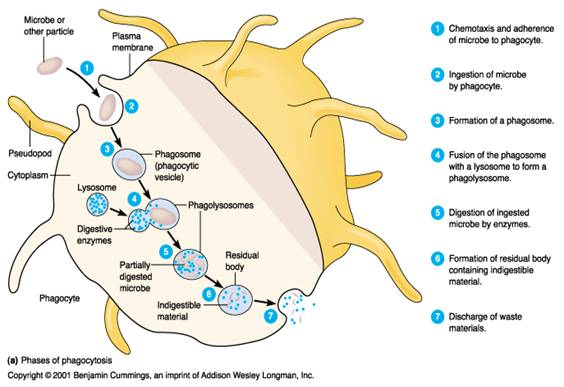 Microbe or
other particle
Plasma
membrane
1
2
Pseudopod
Cytoplasm
3
Phagosome
(phagocytic
vesicle)
Lysosome
4
Digestive
enzymes
Phagolysosomes
5
Partially
digested
microbe
Residual
body
6
Indigestible
material
7
Phagocyte
1 Chemotaxis and adherence
of microbe to phagocyte.
2 Ingestion of microbe
by phagocyte.
3 Formation of a phagosome.
4 Fusion of the phagosome
with a lysosome to form a
phagolysosome.
5 Digestion of ingested
microbe by enzymes.
6 Formation of residual body
containing indigestible
material.
7 Discharge of waste
materials.
(a) Phases of phagocytosis
Copyright © 2001 Benjamin Cummings, an imprint of Addison Wesley Longman, Inc.